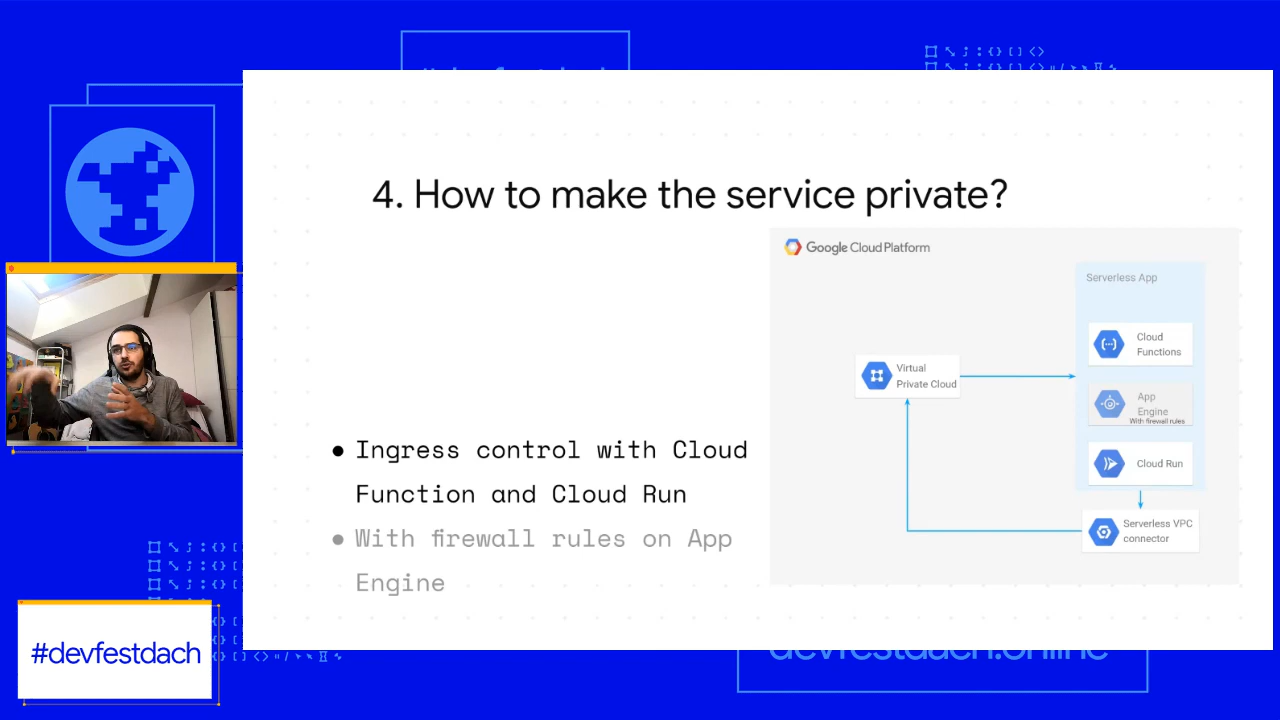 4. How to make the service private?
Google Cloud Platform
Serverless App
Cloud
Functions
Virtual
Private Cloud
App
Engine
With firewall rules
Cloud Run
Serverless VPC
connector
● Ingress control with Cloud
Function and Cloud Run
● With firewall rules on App
Engine
#devfestdach
devfestdach.online